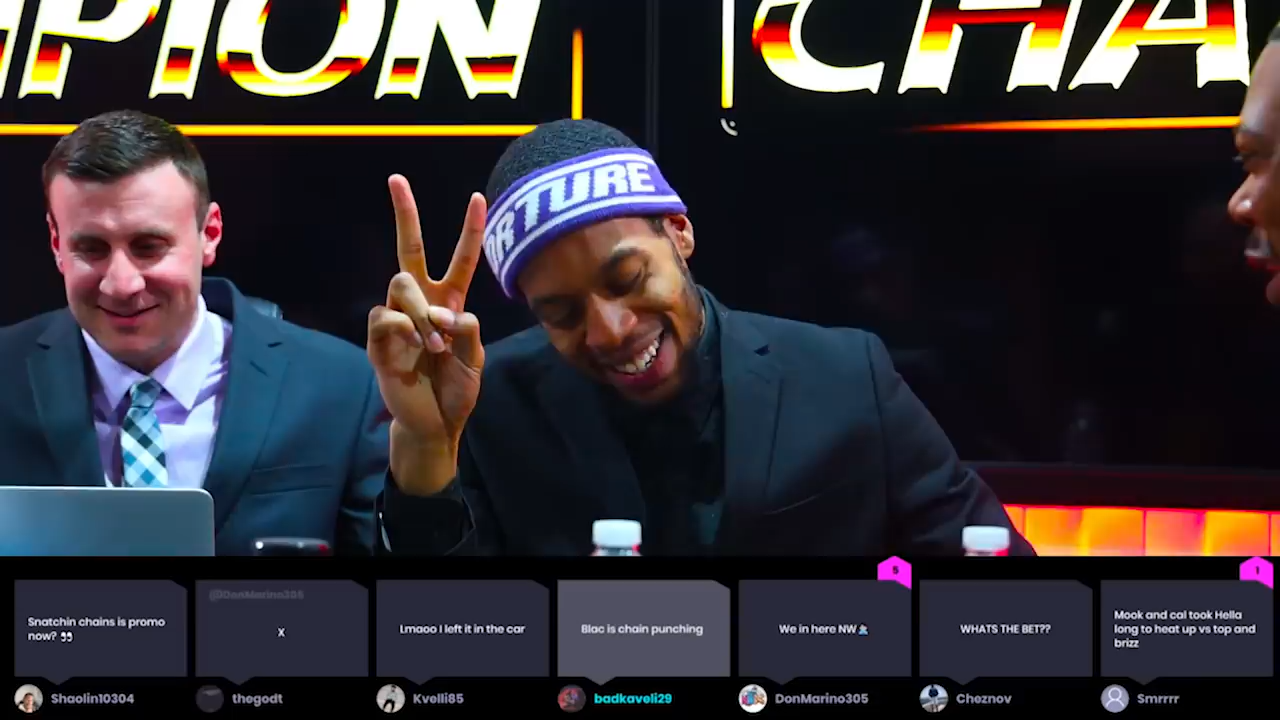 PION
CHA
RTURE
5
1
Snatchin chains is promo
now?
@DonMarino305
X
Lmaoo I left it in the car
Blac is chain punching
We in here NW
WHATS THE BET??
Mook and cal took Hella
long to heat up vs top and
brizz
Shaolin10304
thegodt
Kvelli85
badkaveli29
DonMarino305
Cheznov
Smrrrr